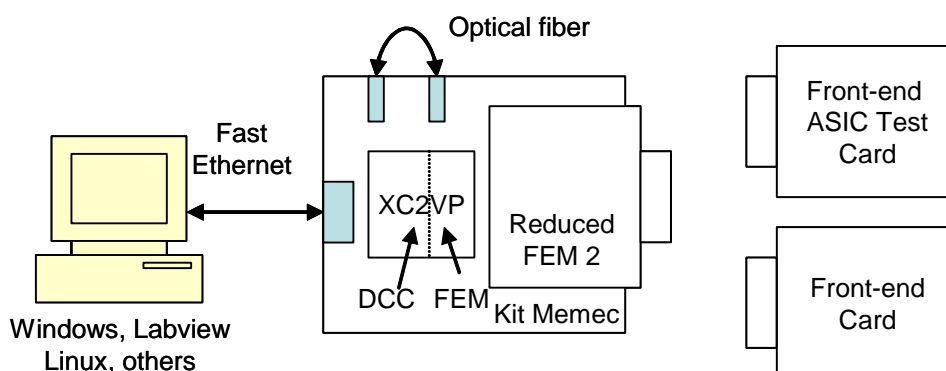 Optical fiber
Fast
Ethernet
XC2VP
DCC
FEM
Reduced
FEM 2
Kit Memec
Windows, Labview
Linux, others
Front-end
ASIC Test
Card
Front-end
Card